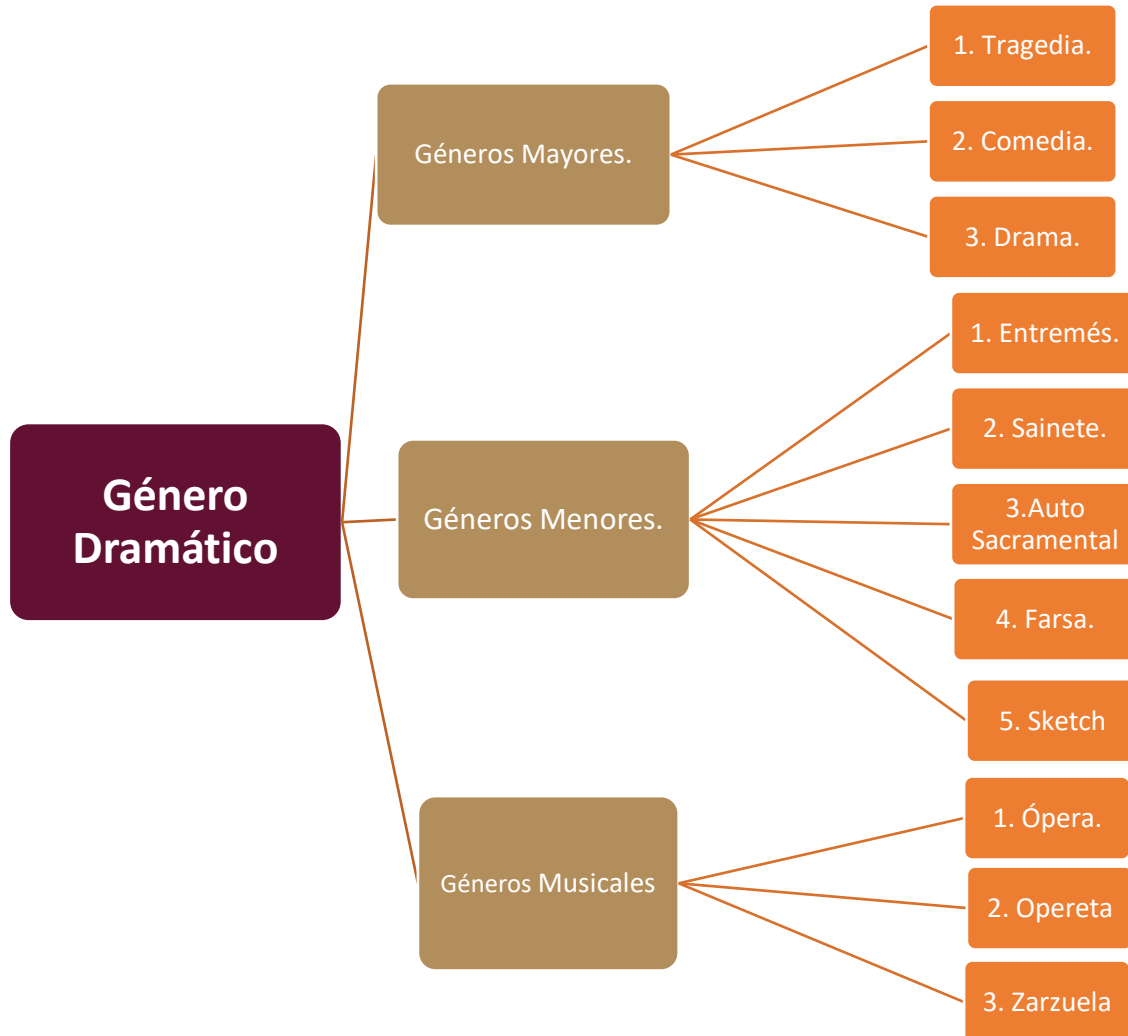 Género
Dramático
Géneros Mayores.
1. Tragedia.
2. Comedia.
3. Drama.
Géneros Menores.
1. Entremés.
2. Sainete.
3.Auto
Sacramental
4. Farsa.
5. Sketch
Géneros Musicales
1. Ópera.
2. Opereta
3. Zarzuela